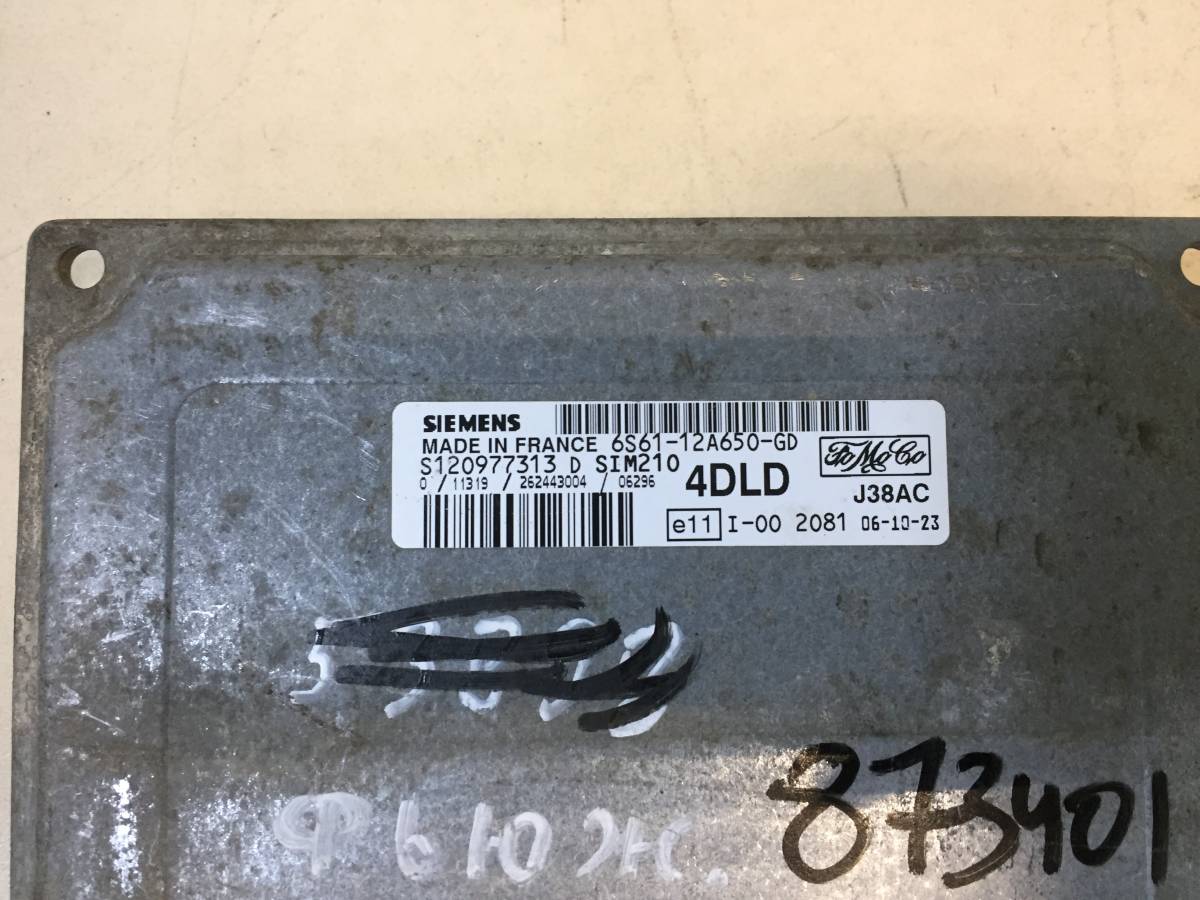 SIEMENS
MADE IN FRANCE 6S61-12A650-GD
S120977313 D SIM210
FoMoCo
0 / 11319 / 262443004 / 06296
4DLD
J38AC
e11 I-00 2081 06-10-23
873401